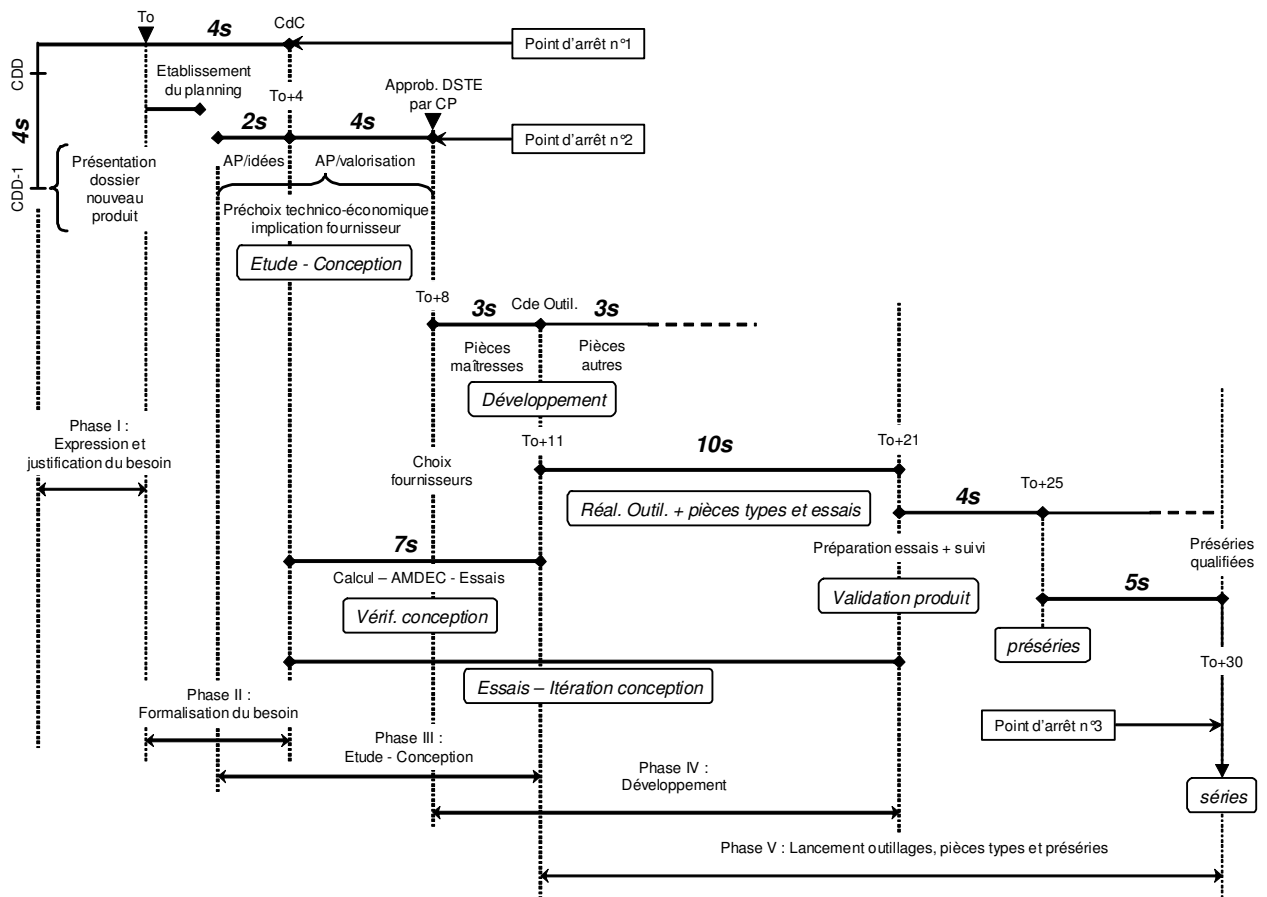 To
4s
CdC
Point d'arrêt n°1
CDD
4s
CDD-1
Etablissement
du planning
To+4
Approb. DSTE
par CP
2s
4s
Point d'arrêt n°2
Présentation
dossier
nouveau
produit
AP/idées
AP/valorisation
Préchoix technico-économique
implication fournisseur
Etude - Conception
To+8
3s
Cde Outil.
3s
Pièces
maîtresses
Pièces
autres
Développement
Phase I :
Expression et
justification du besoin
To+11
10s
To+21
Choix
fournisseurs
To+25
Réal. Outil. + pièces types et essais
4s
7s
Préparation essais + suivi
Préséries
qualifiées
Calcul – AMDEC - Essais
Vérif. conception
Validation produit
5s
préséries
To+30
Essais – Itération conception
Phase II :
Formalisation du besoin
Point d'arrêt n°3
Phase III :
Etude - Conception
Phase IV :
Développement
séries
Phase V : Lancement outillages, pièces types et préséries